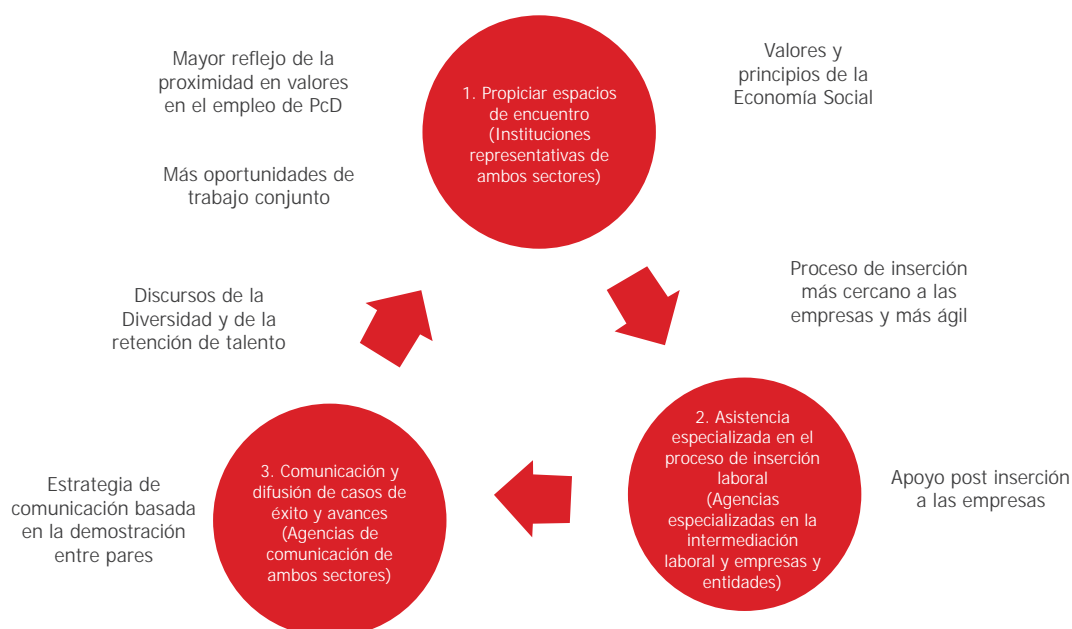 Mayor reflejo de la
proximidad en valores
en el empleo de PcD
Más oportunidades de
trabajo conjunto
1. Propiciar espacios
de encuentro
(Instituciones
representativas de
ambos sectores)
Valores y
principios de la
Economía Social
Proceso de inserción
más cercano a las
empresas y más ágil
2. Asistencia
especializada en el
proceso de inserción
laboral
(Agencias
especializadas en la
intermediación
laboral y empresas y
entidades)
Apoyo post inserción
a las empresas
3. Comunicación y
difusión de casos de
éxito y avances
(Agencias de
comunicación de
ambos sectores)
Estrategia de
comunicación basada
en la demostración
entre pares
Discursos de la
Diversidad y de la
retención de talento